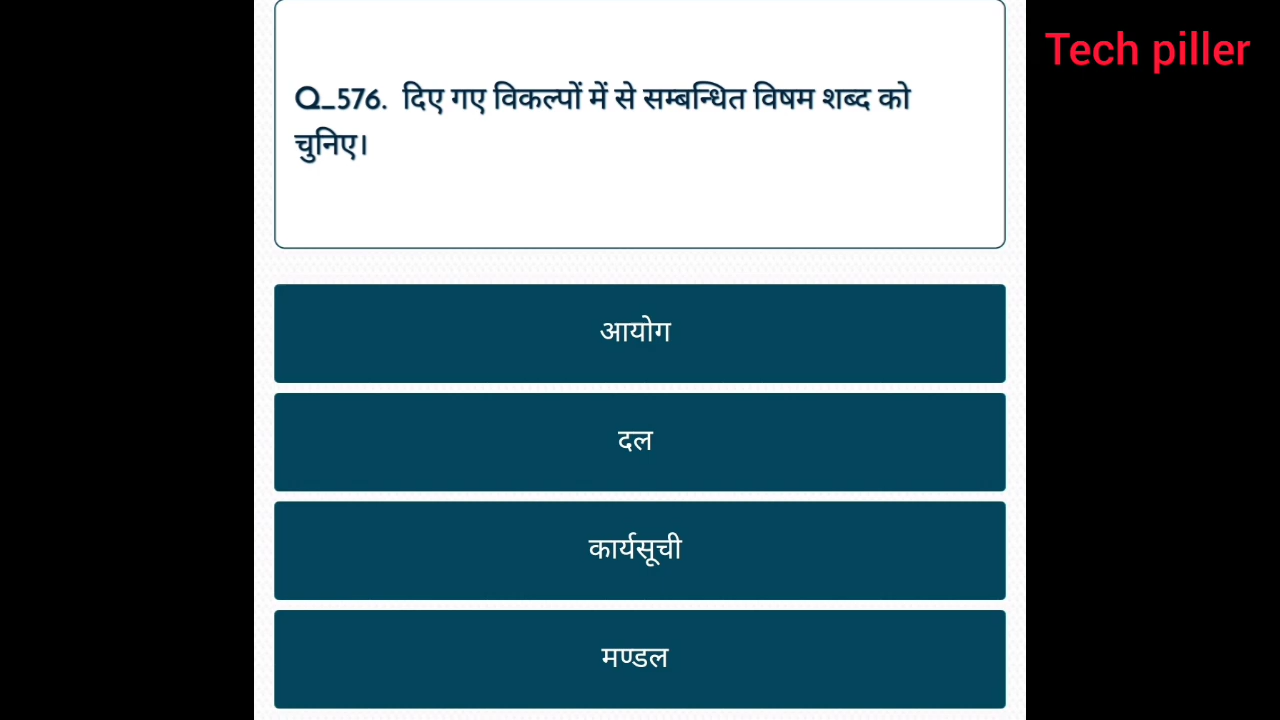 Tech piller
Q_576. दिए गए विकल्पों में से सम्बन्धित विषम शब्द को
चुनिए।
आयोग
दल
कार्यसूची
मण्डल